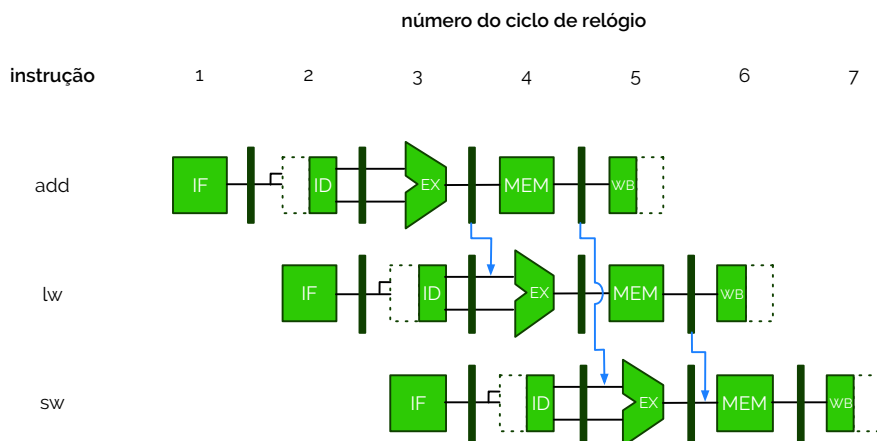 número do ciclo de relógio
instrução 1 2 3 4 5 6 7
add IF ID EX MEM WB
lw IF ID EX MEM WB
sw IF ID EX MEM WB